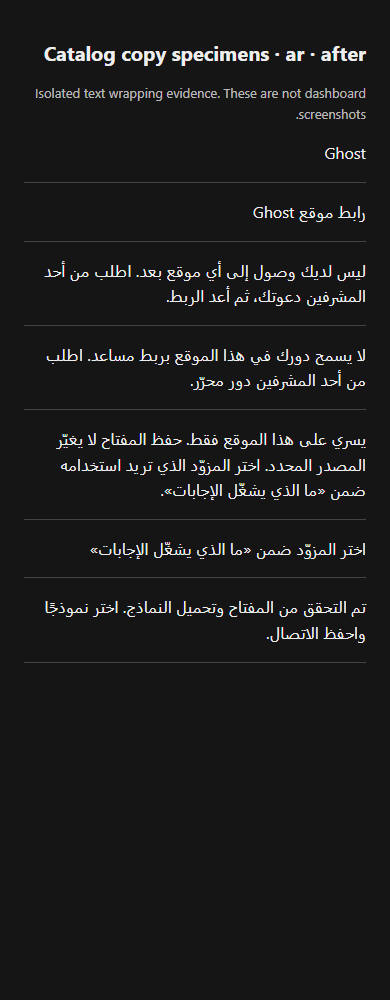 Catalog copy specimens · ar · after
Isolated text wrapping evidence. These are not dashboard
screenshots.
Ghost
رابط موقع Ghost
ليس لديك وصول إلى أي موقع بعد. اطلب من أحد
المشرفين دعوتك، ثم أعد الربط.
لا يسمح دورك في هذا الموقع بربط مساعد. اطلب
من أحد المشرفين دور محرّر.
يسري على هذا الموقع فقط. حفظ المفتاح لا يغيّر
المصدر المحدد. اختر المزوّد الذي تريد استخدامه
ضمن «ما الذي يشغّل الإجابات».
اختر المزوّد ضمن «ما الذي يشغّل الإجابات»
تم التحقق من المفتاح وتحميل النماذج. اختر نموذجًا
واحفظ الاتصال.